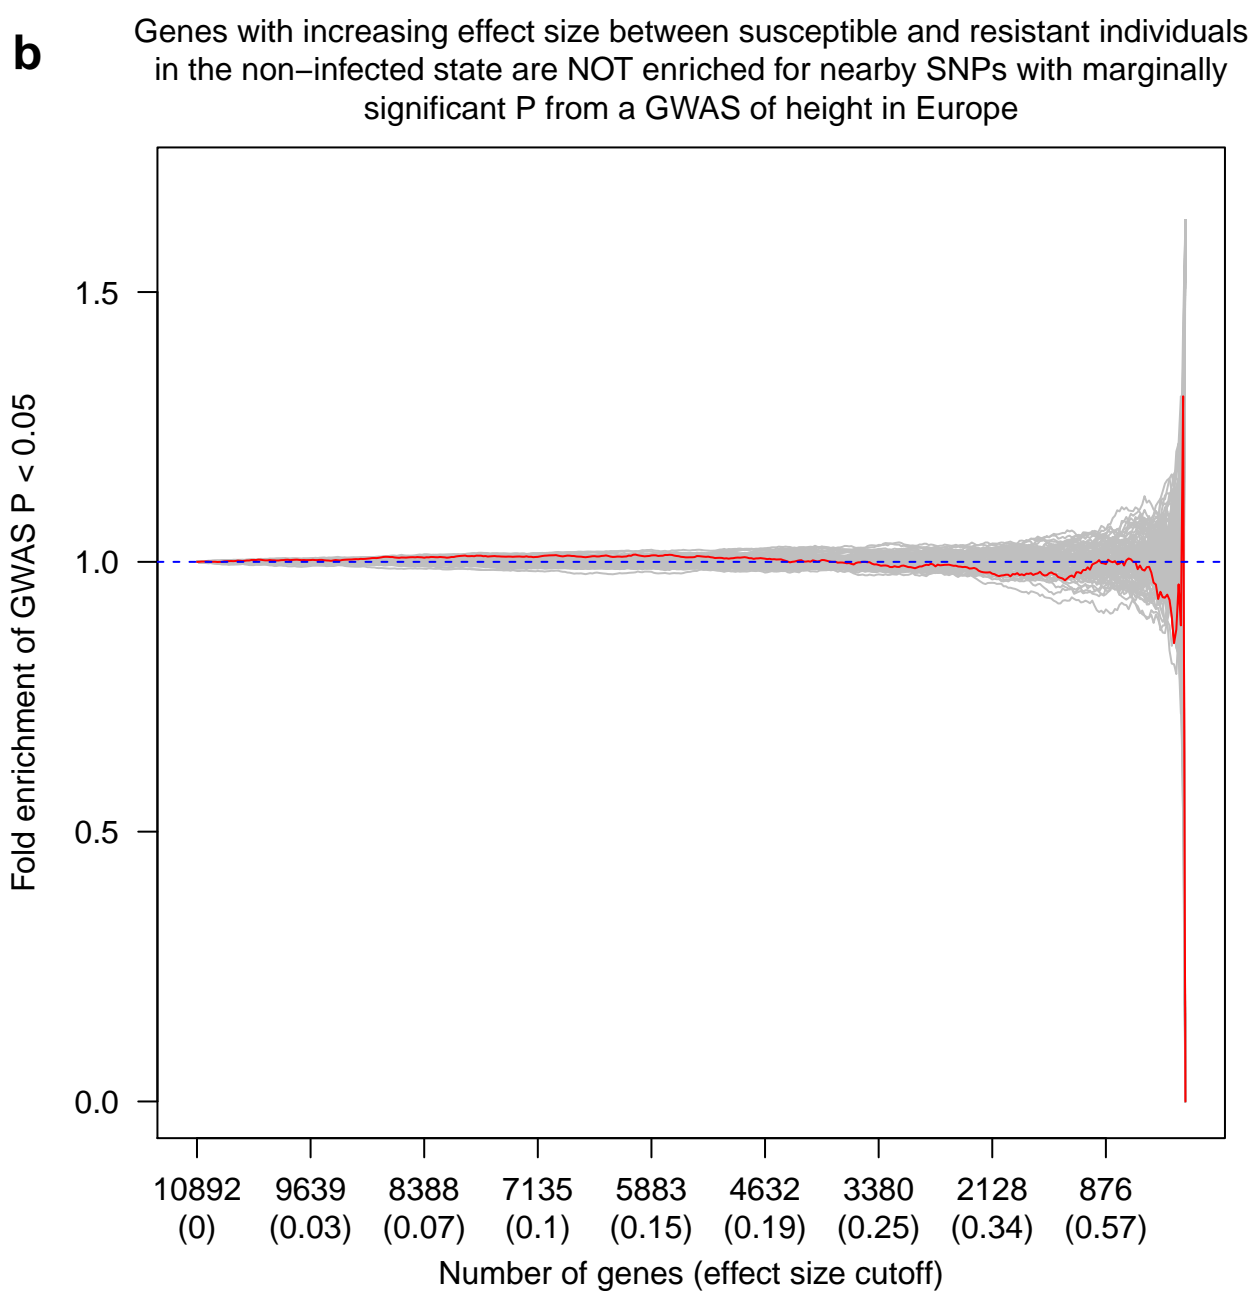 b
Genes with increasing effect size between susceptible and resistant individuals
in the non−infected state are NOT enriched for nearby SNPs with marginally
significant P from a GWAS of height in Europe
Fold enrichment of GWAS P < 0.05
1.5
1.0
0.5
0.0
10892 9639 8388 7135 5883 4632 3380 2128 876
(0) (0.03) (0.07) (0.1) (0.15) (0.19) (0.25) (0.34) (0.57)
Number of genes (effect size cutoff)